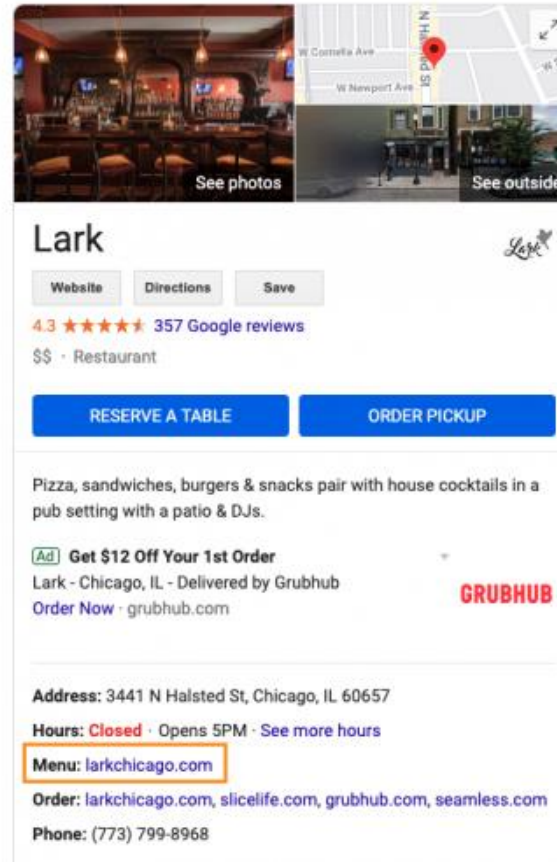 W Cornelia Ave
N Halsted St
W Newport Ave
See photos
See outside
Lark
Lark
Website
Directions
Save
4.3 ★★★★★ 357 Google reviews
$$ · Restaurant
RESERVE A TABLE
ORDER PICKUP
Pizza, sandwiches, burgers & snacks pair with house cocktails in a
pub setting with a patio & DJs.
Ad Get $12 Off Your 1st Order
Lark - Chicago, IL - Delivered by Grubhub
Order Now · grubhub.com
GRUBHUB
Address: 3441 N Halsted St, Chicago, IL 60657
Hours: Closed · Opens 5PM · See more hours
Menu: larkchicago.com
Order: larkchicago.com, slicelife.com, grubhub.com, seamless.com
Phone: (773) 799-8968